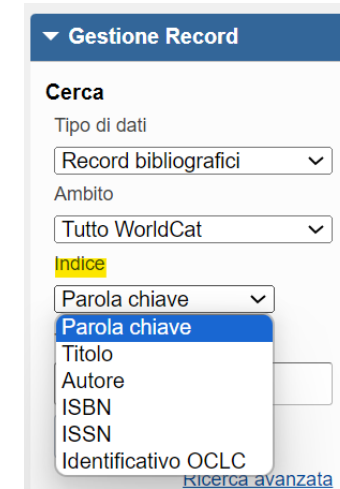 Gestione Record
Cerca
Tipo di dati
Record bibliografici
Ambito
Tutto WorldCat
Indice
Parola chiave
Parola chiave
Titolo
Autore
ISBN
ISSN
Identificativo OCLC
Ricerca avanzata